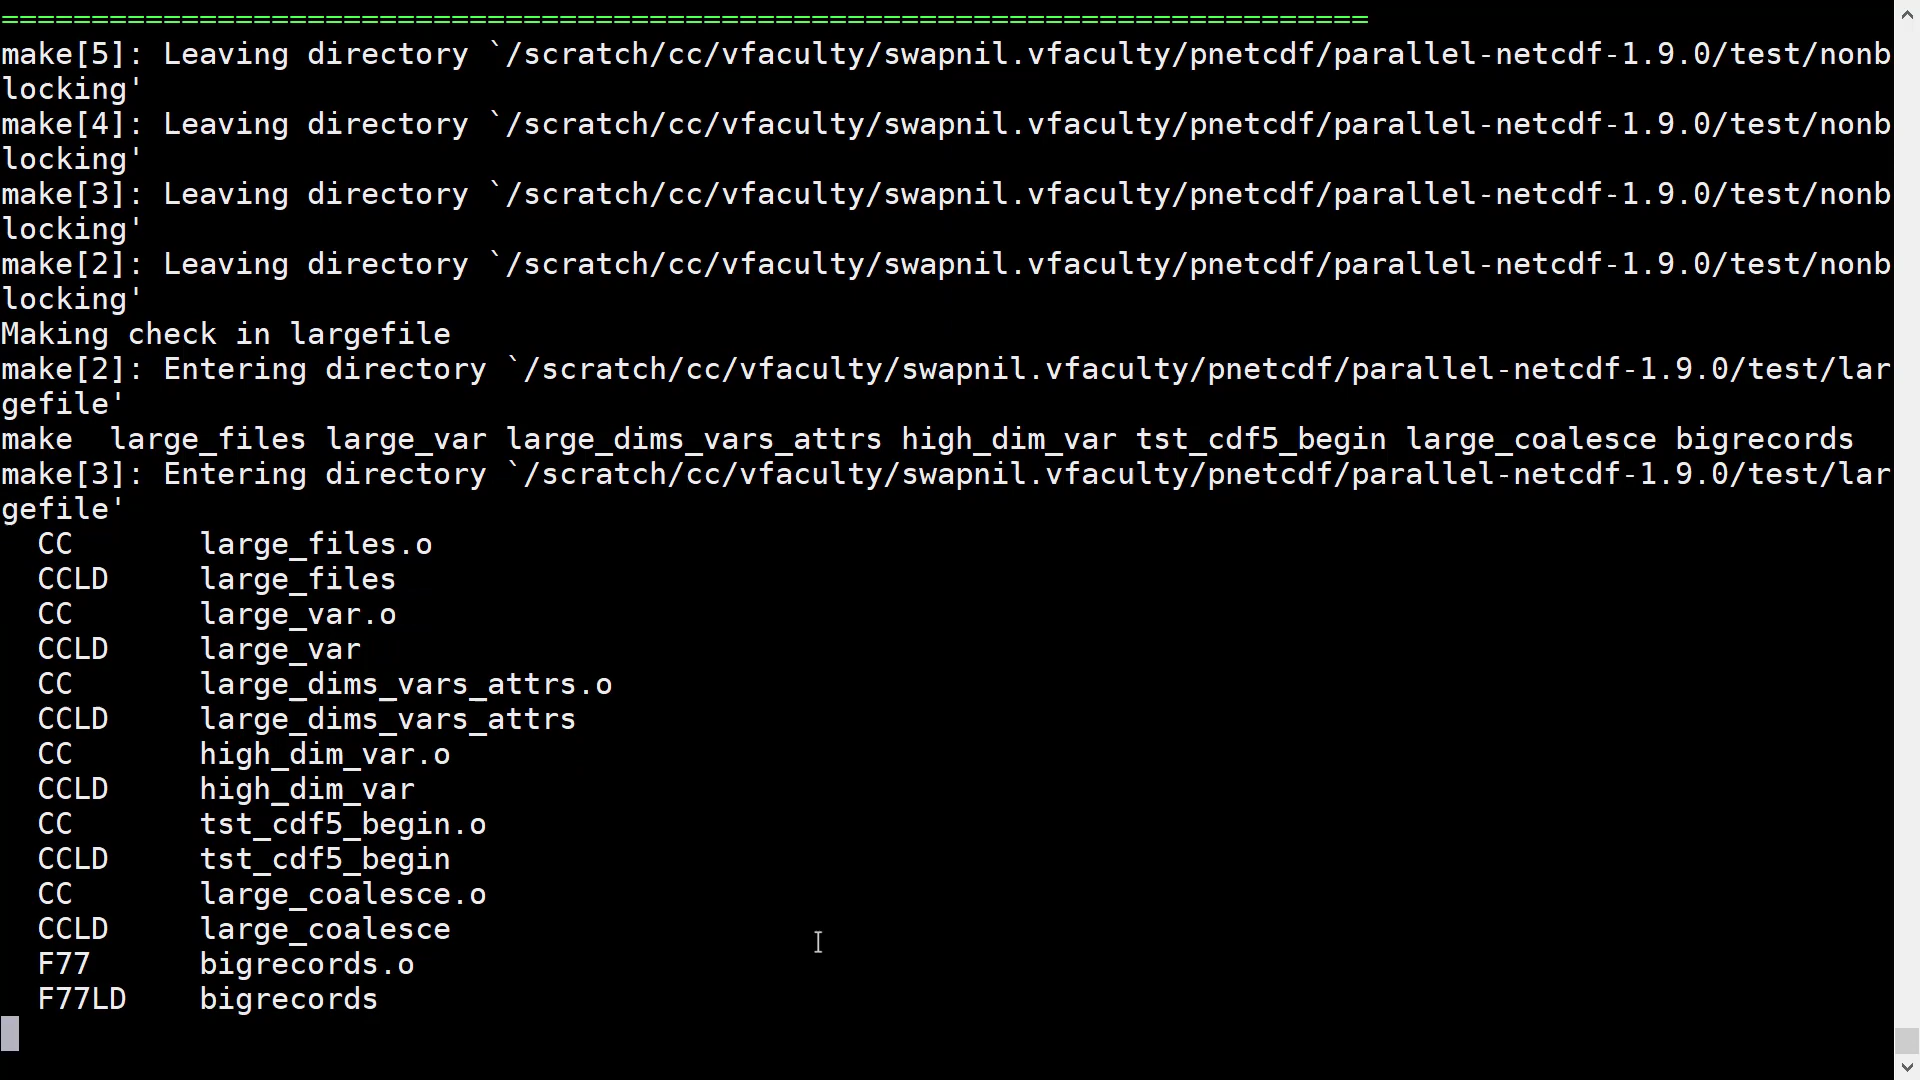 ============================================================================
make[5]: Leaving directory `/scratch/cc/vfaculty/swapnil.vfaculty/pnetcdf/parallel-netcdf-1.9.0/test/nonb
locking'
make[4]: Leaving directory `/scratch/cc/vfaculty/swapnil.vfaculty/pnetcdf/parallel-netcdf-1.9.0/test/nonb
locking'
make[3]: Leaving directory `/scratch/cc/vfaculty/swapnil.vfaculty/pnetcdf/parallel-netcdf-1.9.0/test/nonb
locking'
make[2]: Leaving directory `/scratch/cc/vfaculty/swapnil.vfaculty/pnetcdf/parallel-netcdf-1.9.0/test/nonb
locking'
Making check in largefile
make[2]: Entering directory `/scratch/cc/vfaculty/swapnil.vfaculty/pnetcdf/parallel-netcdf-1.9.0/test/lar
gefile'
make  large_files large_var large_dims_vars_attrs high_dim_var tst_cdf5_begin large_coalesce bigrecords
make[3]: Entering directory `/scratch/cc/vfaculty/swapnil.vfaculty/pnetcdf/parallel-netcdf-1.9.0/test/lar
gefile'
  CC       large_files.o
  CCLD     large_files
  CC       large_var.o
  CCLD     large_var
  CC       large_dims_vars_attrs.o
  CCLD     large_dims_vars_attrs
  CC       high_dim_var.o
  CCLD     high_dim_var
  CC       tst_cdf5_begin.o
  CCLD     tst_cdf5_begin
  CC       large_coalesce.o
  CCLD     large_coalesce
  F77      bigrecords.o
  F77LD    bigrecords